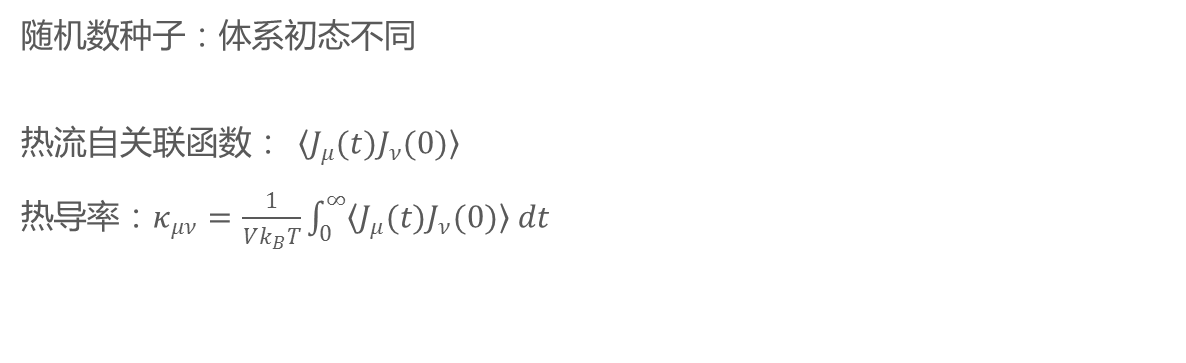 随机数种子：体系初态不同
热流自关联函数： ⟨J_μ(t)J_ν(0)⟩
热导率：κ_μν = 1/(Vk_BT) ∫_0^∞⟨J_μ(t)J_ν(0)⟩ dt